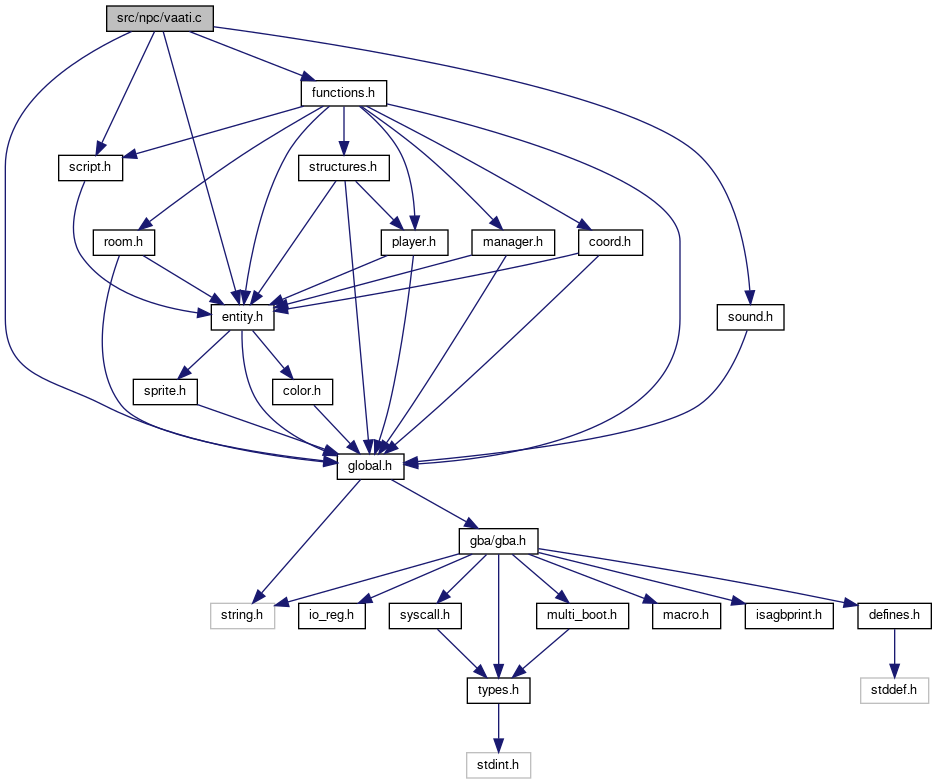 src/npc/vaati.c
functions.h
script.h
structures.h
room.h
player.h
manager.h
coord.h
entity.h
sound.h
sprite.h
color.h
global.h
gba/gba.h
string.h
io_reg.h
syscall.h
multi_boot.h
macro.h
isagbprint.h
defines.h
types.h
stddef.h
stdint.h